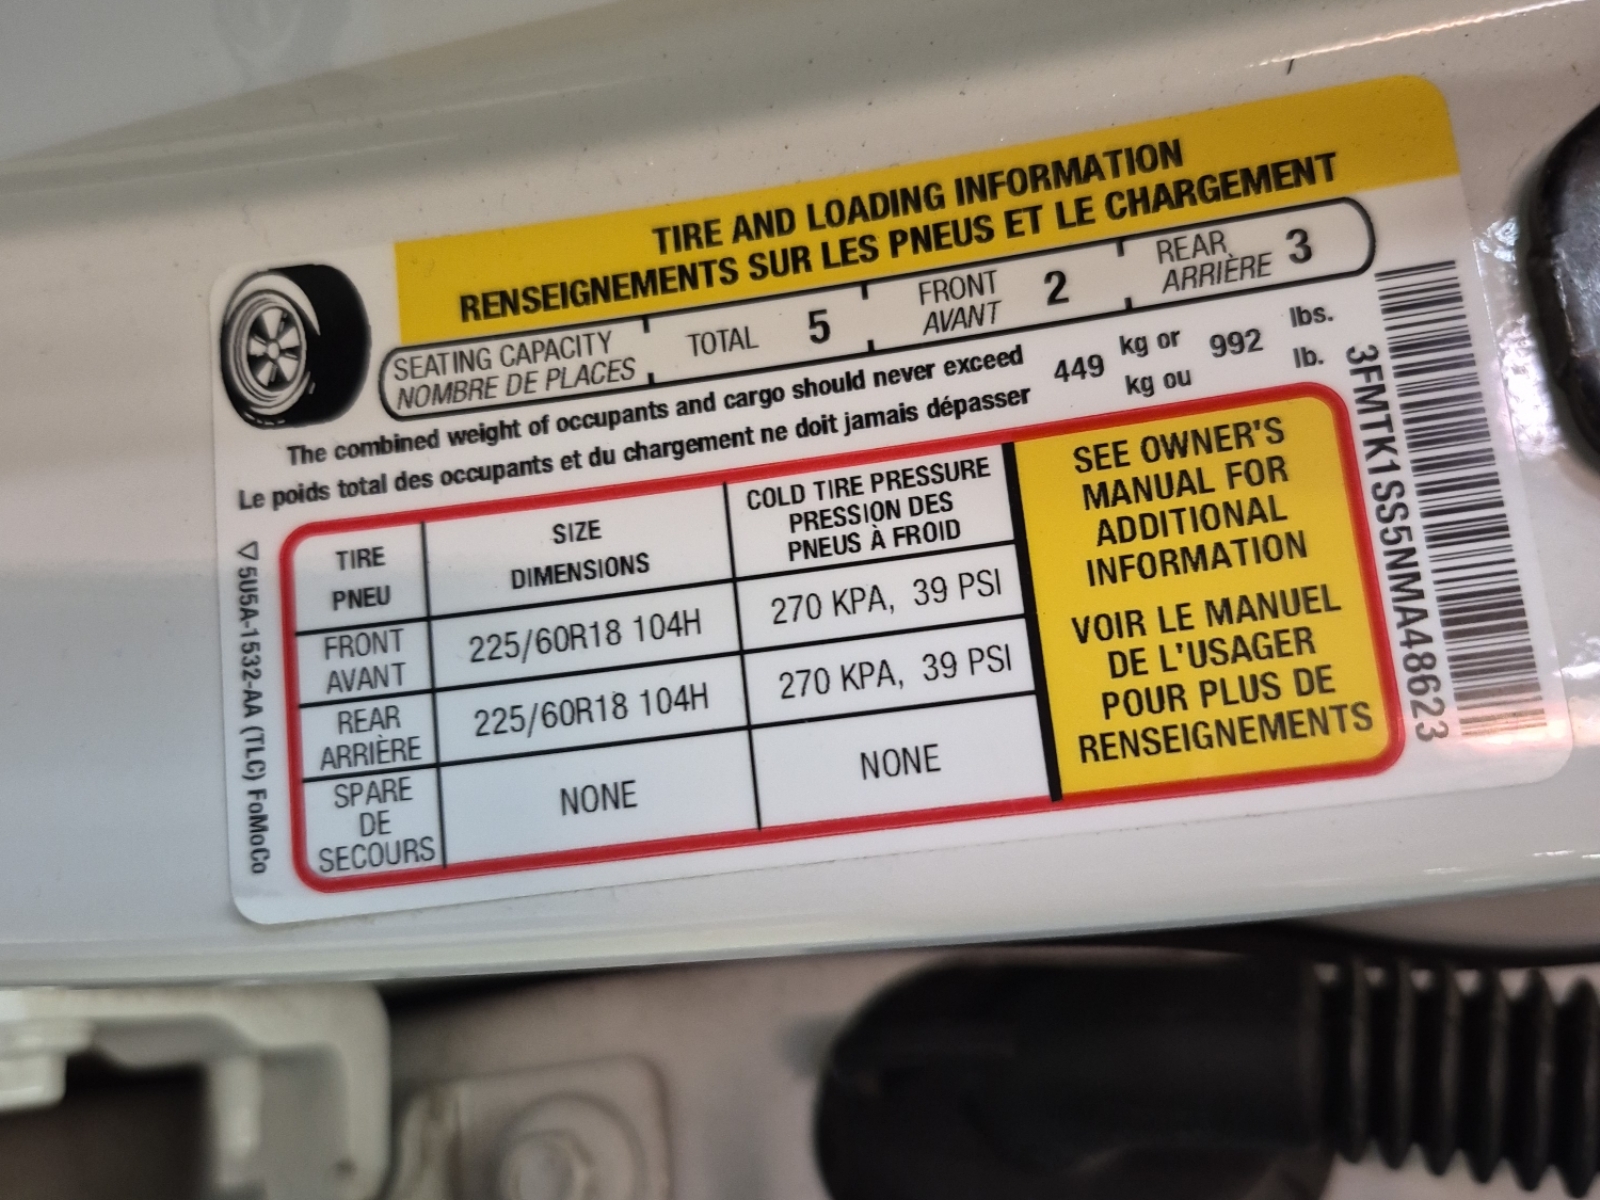 TIRE AND LOADING INFORMATION
RENSEIGNEMENTS SUR LES PNEUS ET LE CHARGEMENT
SEATING CAPACITY
NOMBRE DE PLACES
TOTAL 5
FRONT
AVANT
2
REAR
ARRIÈRE
3
The combined weight of occupants and cargo should never exceed
Le poids total des occupants et du chargement ne doit jamais dépasser
449
kg or
kg ou
992
lbs.
lb.
TIRE
PNEU
SIZE
DIMENSIONS
COLD TIRE PRESSURE
PRESSION DES
PNEUS À FROID
FRONT
AVANT
225/60R18 104H
270 KPA, 39 PSI
REAR
ARRIÈRE
225/60R18 104H
270 KPA, 39 PSI
SPARE
DE
SECOURS
NONE
NONE
SEE OWNER'S
MANUAL FOR
ADDITIONAL
INFORMATION
VOIR LE MANUEL
DE L'USAGER
POUR PLUS DE
RENSEIGNEMENTS
3FMTK1SS5NMA48623
▽5U5A-1532-AA (TLC) FoMoCo